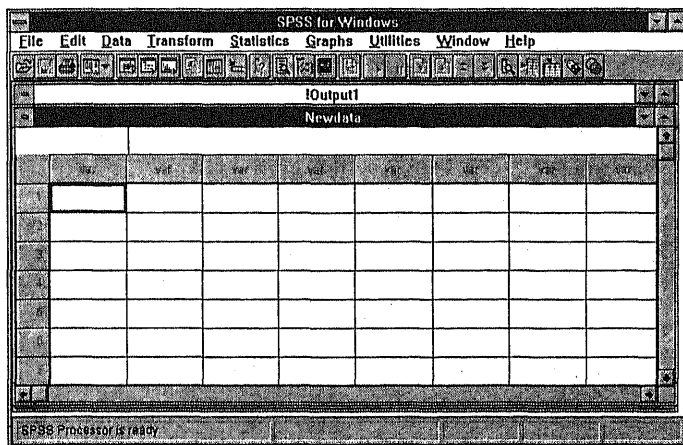 SPSS for Windows
File Edit Data Transform Statistics Graphs Utilities Window Help
!Output1
Newdata
var var var var var var var var
1
2
3
4
5
6
7
SPSS Processor is ready